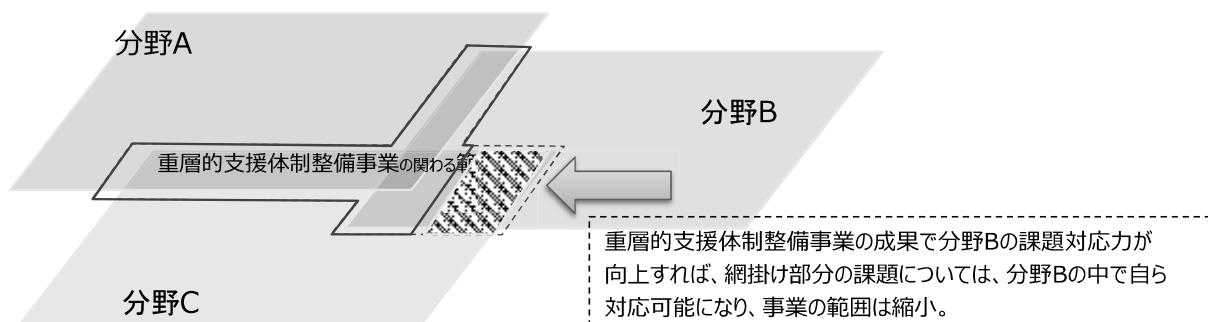 分野A
分野B
重層的支援体制整備事業の関わる範
重層的支援体制整備事業の成果で分野Bの課題対応力が
向上すれば、網掛け部分の課題については、分野Bの中で自ら
対応可能になり、事業の範囲は縮小。
分野C